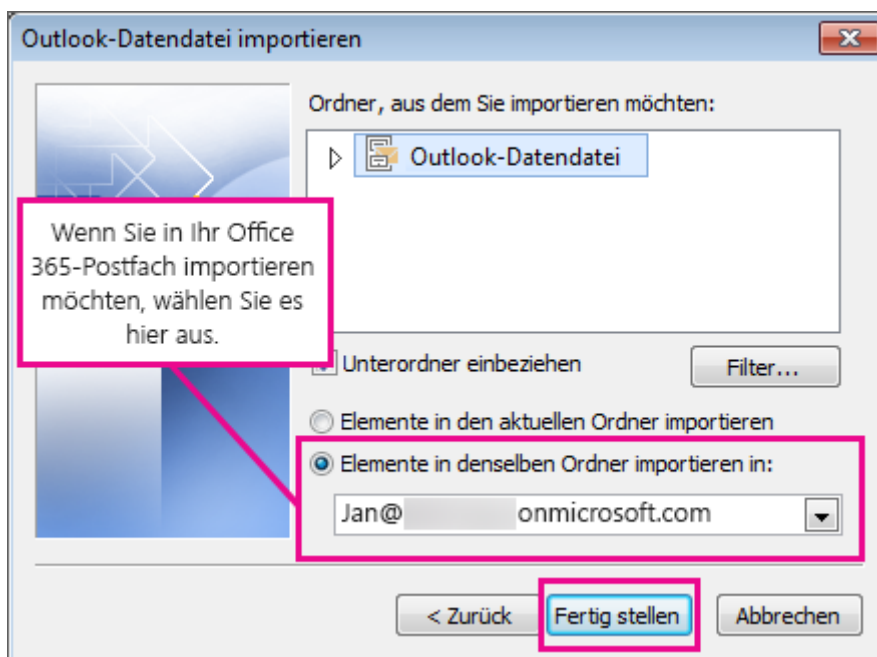 Outlook-Datendatei importieren
Ordner, aus dem Sie importieren möchten:
Outlook-Datendatei
Wenn Sie in Ihr Office
365-Postfach importieren
möchten, wählen Sie es
hier aus.
Unterordner einbeziehen
Filter...
Elemente in den aktuellen Ordner importieren
Elemente in denselben Ordner importieren in:
Jan@ onmicrosoft.com
< Zurück
Fertig stellen
Abbrechen